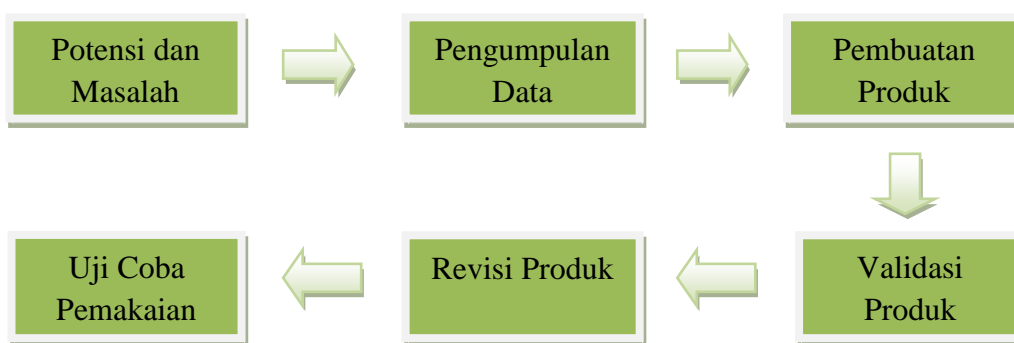 Potensi dan
Masalah
Pengumpulan
Data
Pembuatan
Produk
Validasi
Produk
Revisi Produk
Uji Coba
Pemakaian